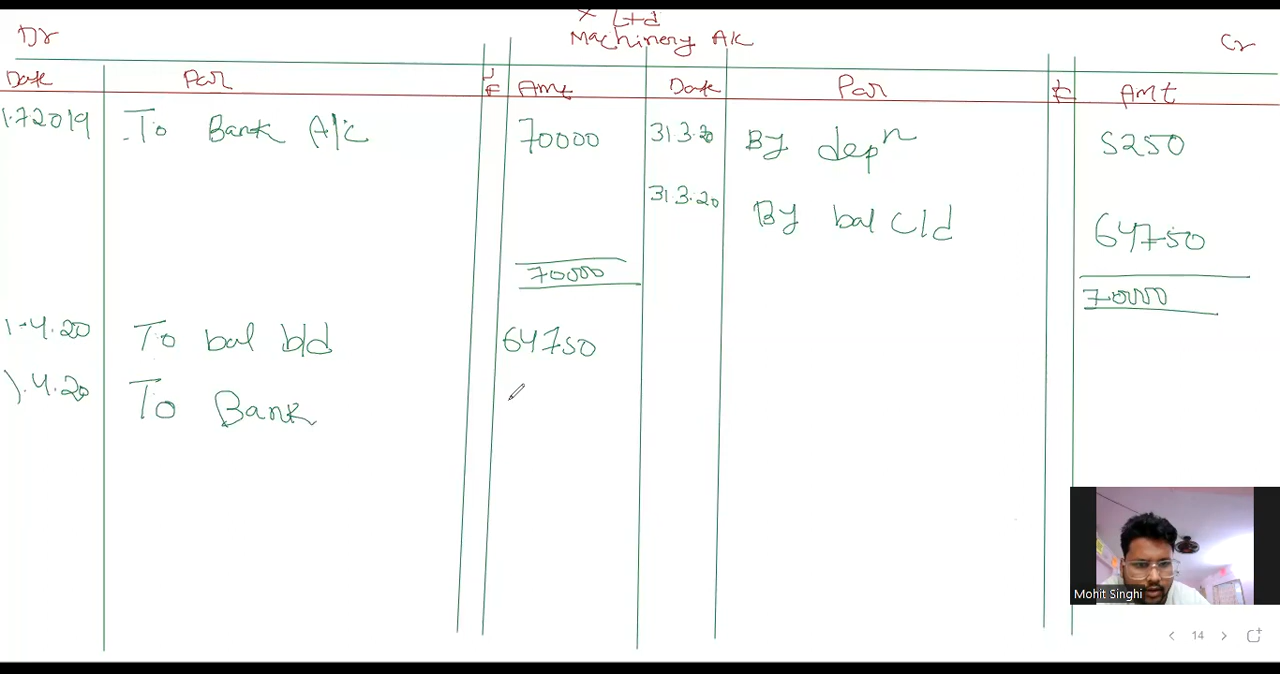 X Ltd
Dr Machinery A/c Cr
Date Par J F Amt Date Par F Amt
1.7.2019 To Bank A/c 70000 31.3.20 By depn 5250
31.3.20 By bal c/d 64750
70000 70000
1.4.20 To bal b/d 64750
1.4.20 To Bank
Mohit Singhi
14